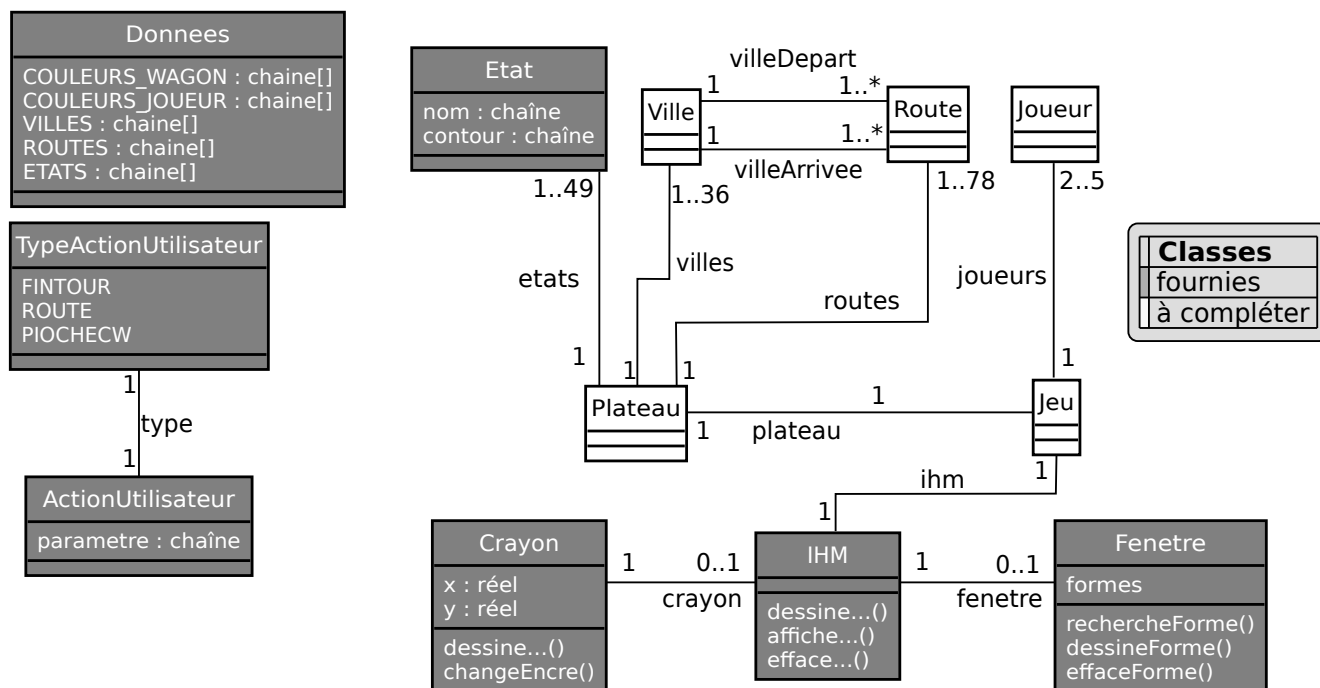 Donnees
COULEURS_WAGON : chaine[]
COULEURS_JOUEUR : chaine[]
VILLES : chaine[]
ROUTES : chaine[]
ETATS : chaine[]
TypeActionUtilisateur
FINTOUR
ROUTE
PIOCHECW
1
type
1
ActionUtilisateur
parametre : chaîne
Etat
nom : chaîne
contour : chaîne
villeDepart
1
1..*
Ville
Route
Joueur
1
1..*
villeArrivee
1..49
1..36
1..78
2..5
etats
villes
routes
joueurs
Classes
fournies
à compléter
1
1
1
1
Plateau
1
plateau
1
Jeu
1
ihm
1
Crayon
x : réel
y : réel
dessine...()
changeEncre()
1
0..1
crayon
IHM
dessine...()
affiche...()
efface...()
1
0..1
fenetre
Fenetre
formes
rechercheForme()
dessineForme()
effaceForme()